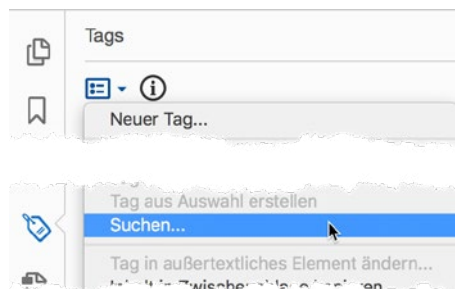 Tags
Neuer Tag...
Tag aus Auswahl erstellen
Suchen...
Tag in außertextliches Element ändern...